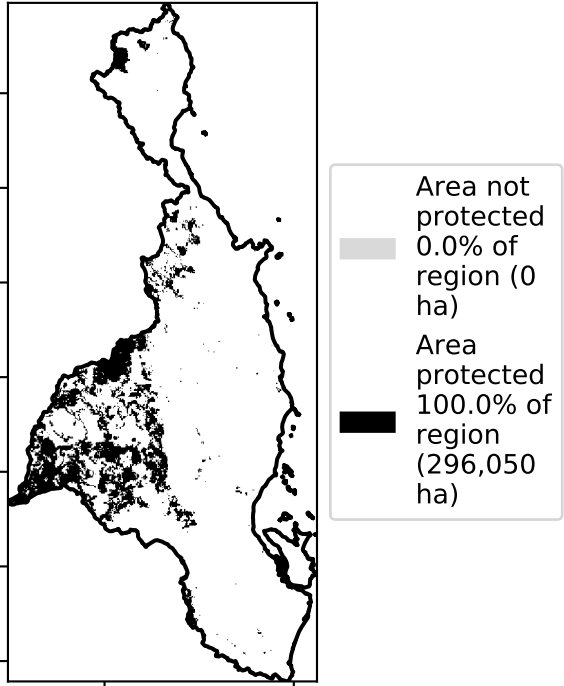 Area not
protected
0.0% of
region (0
ha)
Area
protected
100.0% of
region
(296,050
ha)